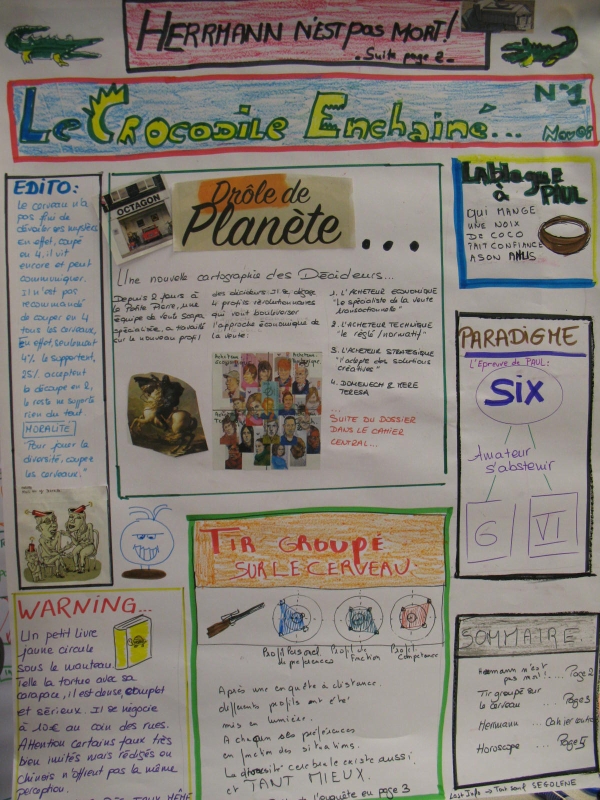 HERRMANN N'EST PAS MORT!
- Suite page 2 -
Le Crocodile Enchaîné...
N°1
Nov 08
EDITO:
Le cerveau n'a
pas fini de
dévoiler ses mystères
en effet, coupé
en 4, il vit
encore et peut
communiquer.
Il n'est pas
recommandé
de couper en 4
tous les cerveaux,
en effet, seulement
4% le supportent,
25% acceptent
la découpe en 2,
le reste ne supporte
rien du tout.
MORALITE
"Pour jouer la
diversité, coupez
les cerveaux."
OCTAGON
Drôle de
Planète...
Une nouvelle cartographie des Décideurs...
Depuis 2 jours à
la Petite Pierre, une
équipe de
spécialisée, a travaillé
sur le nouveau profil
des décideurs. Il se dégage
4 profils révolutionnaires
qui vont bouleverser
l'approche économique de
la vente:
1. L'ACHETEUR ECONOMIQUE
"le spécialiste de la vente
transactionnelle"
2. L'ACHETEUR TECHNIQUE
"le réglo/normatif"
3. L'ACHETEUR STRATEGIQUE
"l'adepte des solutions
créatives"
4. DOMENECH & MERE
TERESA
...
SUITE DU DOSSIER
DANS LE CAHIER
CENTRAL...
LA blague
à PAUL
QUI MANGE
UNE NOIX
DE COCO
FAIT CONFIANCE
A SON ANUS
PARADIGME
L'Epreuve de PAUL:
SIX
Amateur
s'abstenir
6
VI
WARNING...
Un petit livre
jaune circule
sous le manteau.
Telle la tortue avec sa
carapace, il est dense, complet
et sérieux. Il se négocie
à 10€ au coin des rues.
Attention certains faux très
bien imités mais rédigés en
chinois n'offrent pas la même
perception.
TIR GROUPÉ
SUR LE CERVEAU.
Profil Personnel
de préférences
Profil de
fonction
Profil
Compétence
Après une enquête à distance,
différents profils ont été
mis en lumière.
A chacun ses préférences
en fonction des situations.
La diversité cérébrale existe aussi
et TANT MIEUX.
de l'enquête en page 3
SOMMAIRE.
Herrmann n'est
pas mort!.... Page 2
Tir groupé sur
le cerveau .... Page 3
Herrmann ... Cahier
Horoscope ... Page
Last Info → Tout sauf SEGOLENE